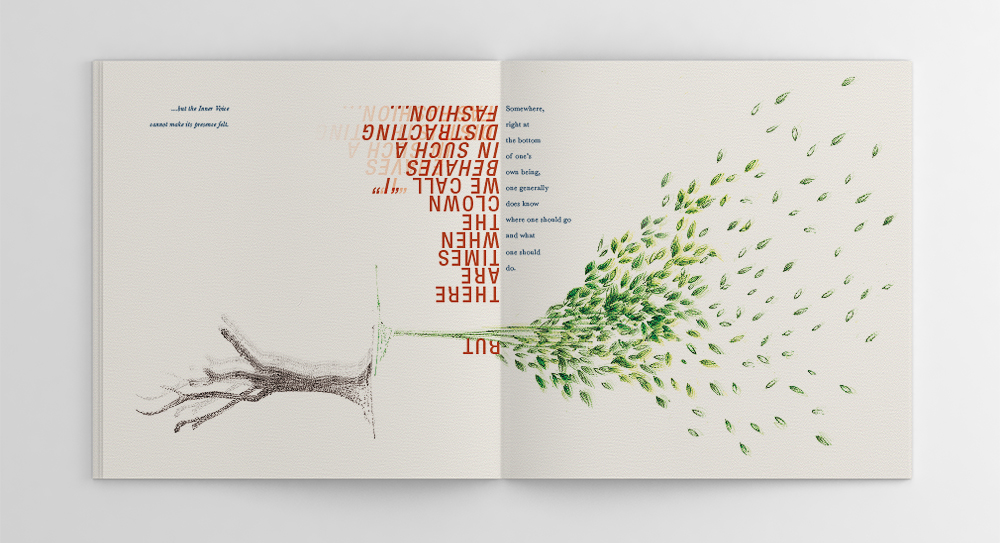 ...but the Inner Voice
cannot make its presence felt.
BUT
THERE
ARE
TIMES
WHEN
THE
CLOWN
WE CALL “I”
BEHAVES
IN SUCH A
DISTRACTING
FASHION...
Somewhere,
right at
the bottom
of one's
own being,
one generally
does know
where one should go
and what
one should
do.